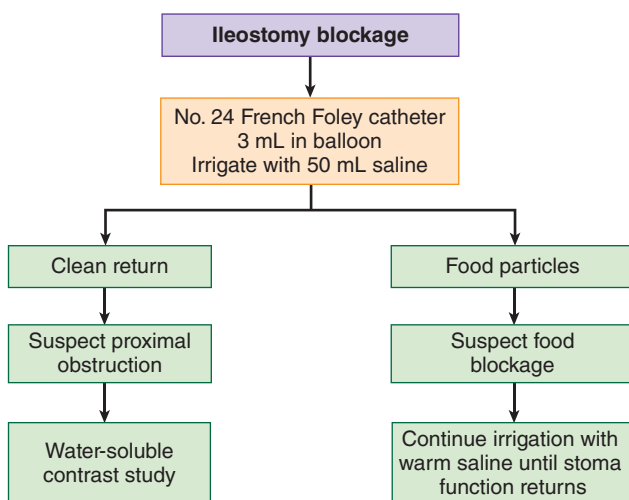 Ileostomy blockage
No. 24 French Foley catheter
3 mL in balloon
Irrigate with 50 mL saline
Clean return
Food particles
Suspect proximal
obstruction
Suspect food
blockage
Water-soluble
contrast study
Continue irrigation with
warm saline until stoma
function returns